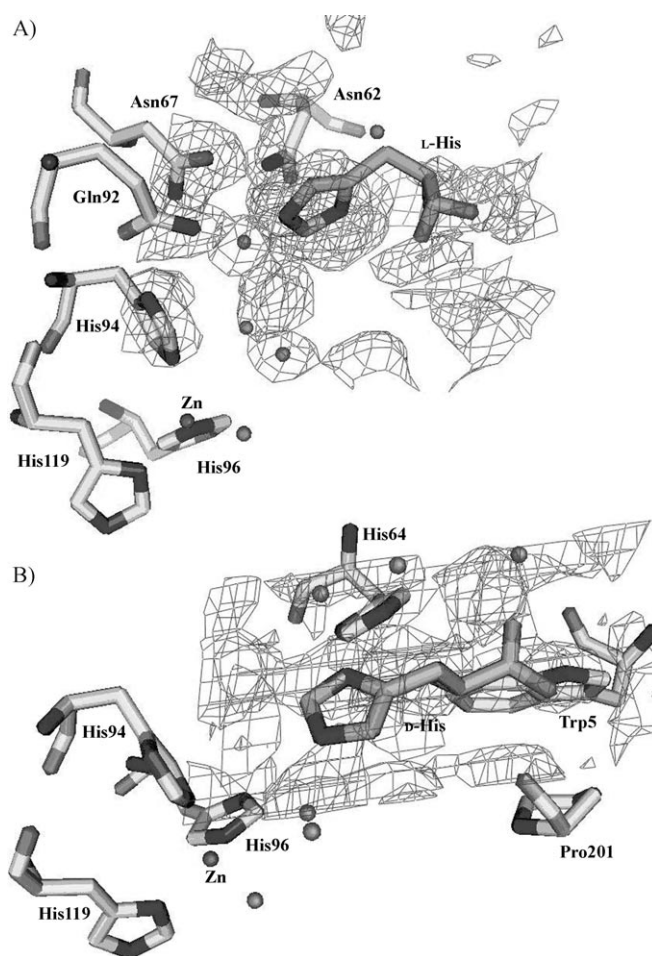 A)
Asn67
Asn62
L-His
Gln92
His94
Zn
His119
His96
B)
His64
His94
D-His
Trp5
His96
Zn
Pro201
His119